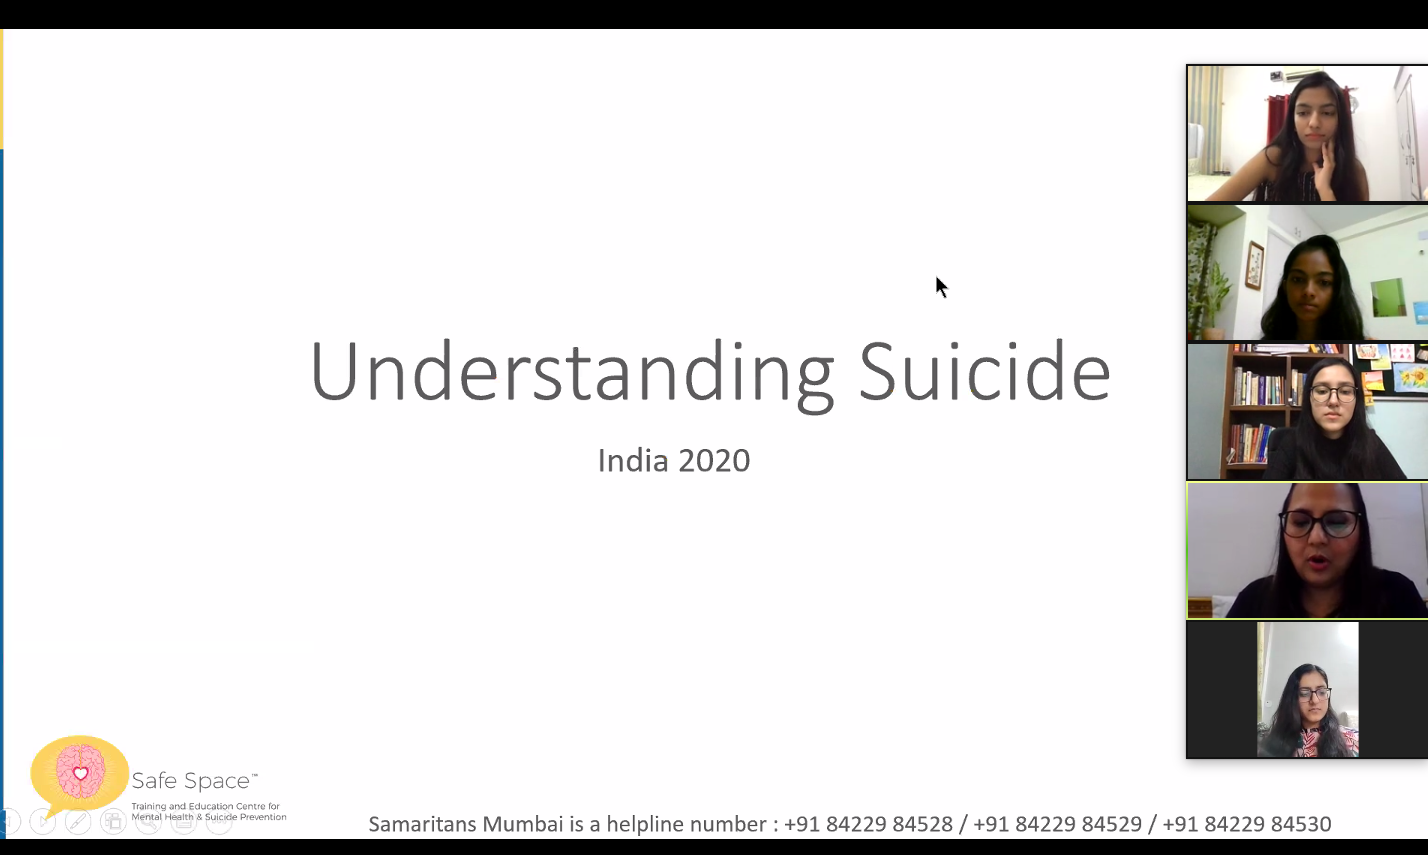 Understanding Suicide
India 2020
Safe Space™
Training and Education Centre for
Mental Health & Suicide Prevention
Samaritans Mumbai is a helpline number : +91 84229 84528 / +91 84229 84529 / +91 84229 84530